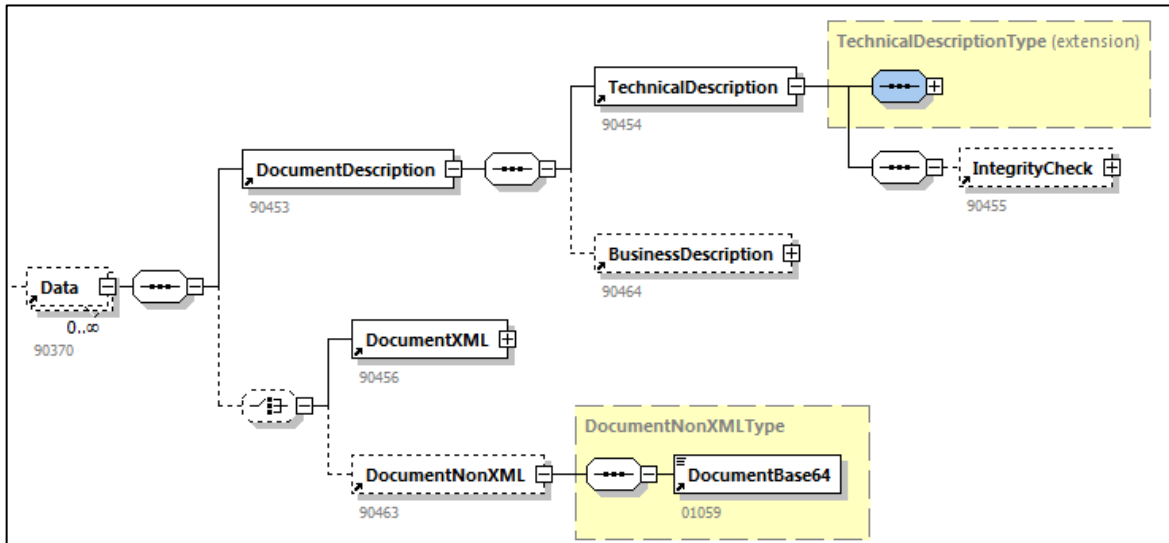 TechnicalDescriptionType (extension)
TechnicalDescription
90454
DocumentDescription
90453
IntegrityCheck
90455
BusinessDescription
90464
Data
0..∞
90370
DocumentXML
90456
DocumentNonXMLType
DocumentNonXML
90463
DocumentBase64
01059